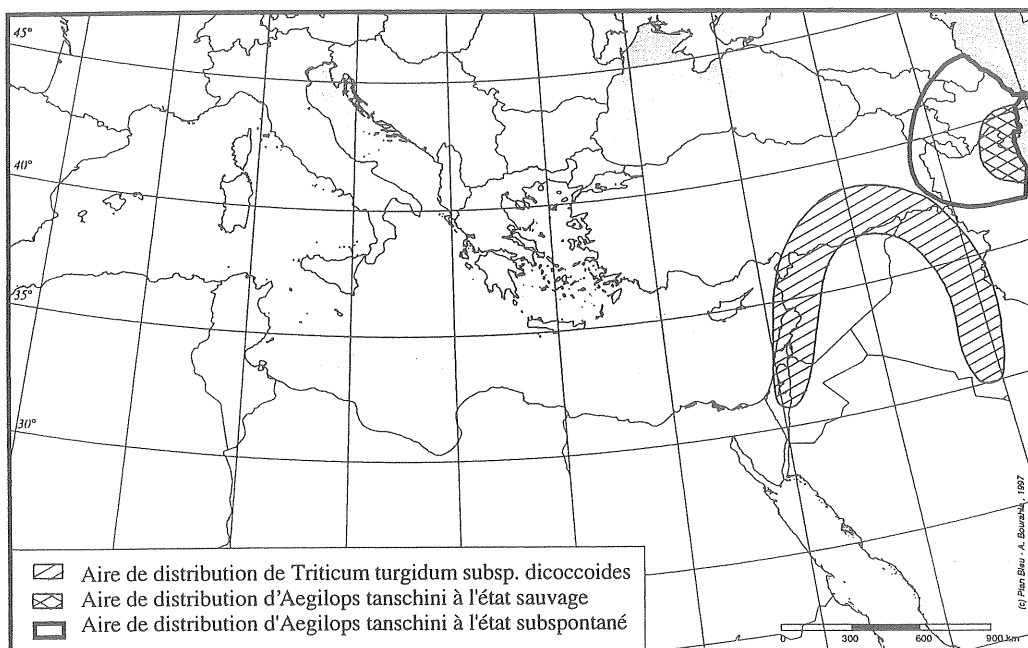 45°
40°
35°
30°
Aire de distribution de Triticum turgidum subsp. dicoccoides
Aire de distribution d'Aegilops tanschini à l'état sauvage
Aire de distribution d'Aegilops tanschini à l'état subspontané
0 300 600 900 km
(c) Plan Bleu - A. 1997